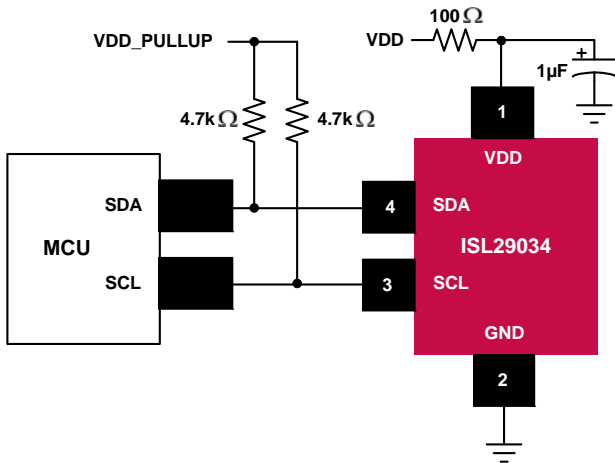 100Ω
VDD_PULLUP
VDD
1µF
+
4.7kΩ
4.7kΩ
1
VDD
MCU
SDA
SCL
4
SDA
3
SCL
ISL29034
GND
2